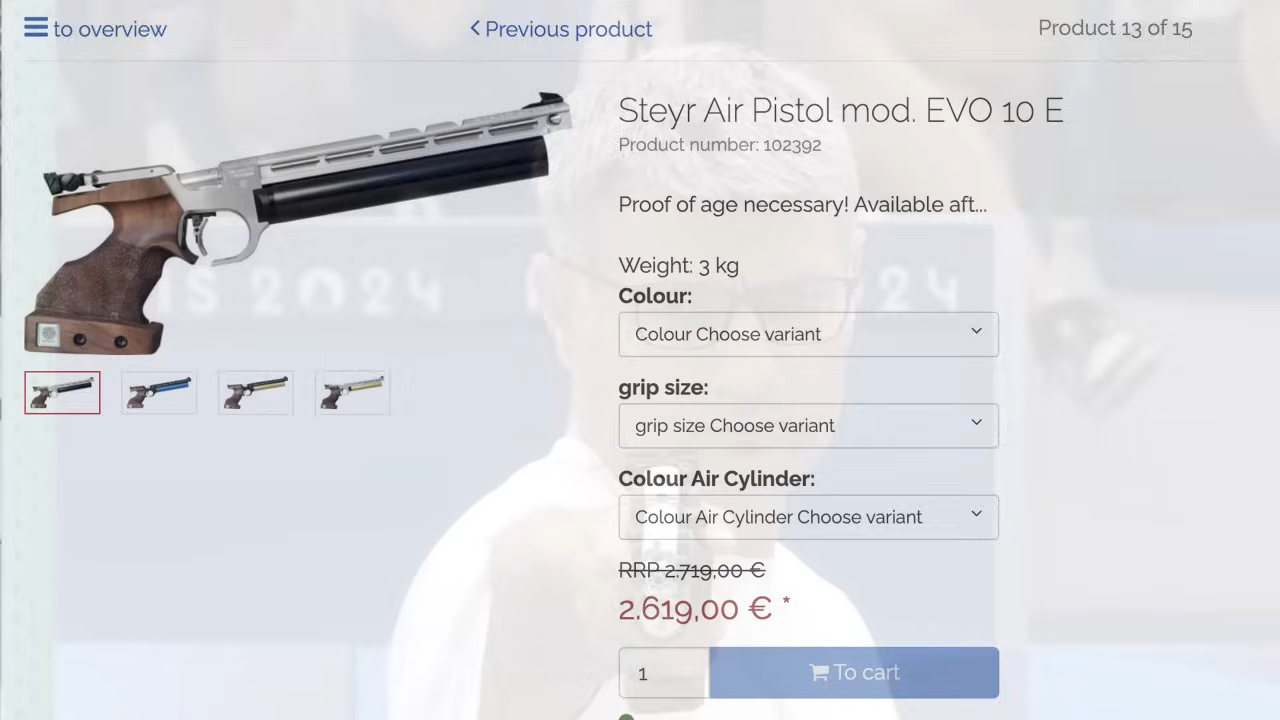 to overview
Previous product
Product 13 of 15
Steyr Air Pistol mod. EVO 10 E
Product number: 102392
Proof of age necessary! Available aft...
Weight: 3 kg
Colour:
Colour Choose variant
grip size:
grip size Choose variant
Colour Air Cylinder:
Colour Air Cylinder Choose variant
RRP 2.719,00 €
2.619,00 € *
1
To cart
S 2024
24